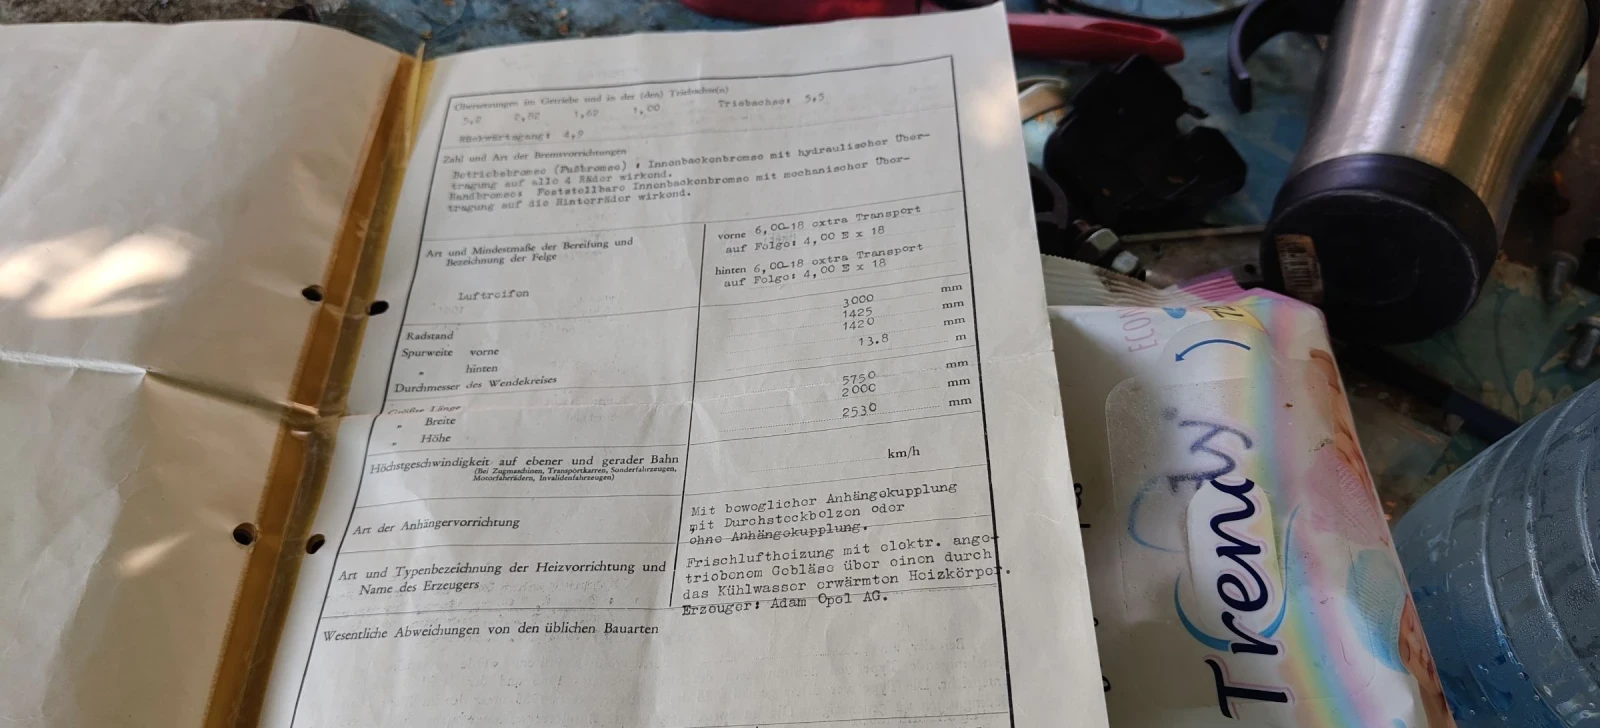 Übersetzungen im Getriebe und in der (den) Triebachse(n)
5,2 2,82 1,62 1,00 Triebachse: 5,5
Rückwärtsgang: 4,9
Zahl und Art der Bremsvorrichtungen
Betriebsbremse (Fußbremse) : Innenbackenbremse mit hydraulischer Über-
tragung auf alle 4 Räder wirkend.
Handbremse: Feststellbare Innenbackenbremse mit mechanischer Über-
tragung auf die Hinterräder wirkend.
Art und Mindestmaße der Bereifung und
Bezeichnung der Felge
Luftreifen
vorne 6,00-18 extra Transport
auf Felge: 4,00 E x 18
hinten 6,00-18 extra Transport
auf Felge: 4,00 E x 18
Radstand 3000 mm
Spurweite vorne 1425 mm
" hinten 1420 mm
Durchmesser des Wendekreises 13.8 m
Größte Länge 5750 mm
" Breite 2000 mm
" Höhe 2530 mm
Höchstgeschwindigkeit auf ebener und gerader Bahn km/h
(Bei Zugmaschinen, Transportkarren, Sonderfahrzeugen,
Motorfahrrädern, Invalidenfahrzeugen)
Art der Anhängervorrichtung
Mit beweglicher Anhängekupplung
mit Durchsteckbolzen oder
ohne Anhängekupplung.
Art und Typenbezeichnung der Heizvorrichtung und
Name des Erzeugers
Frischluftheizung mit elektr. ange-
triebenem Gebläse über einen durch
das Kühlwasser erwärmten Heizkörper.
Erzeuger: Adam Opel AG.
Wesentliche Abweichungen von den üblichen Bauarten
Trendy